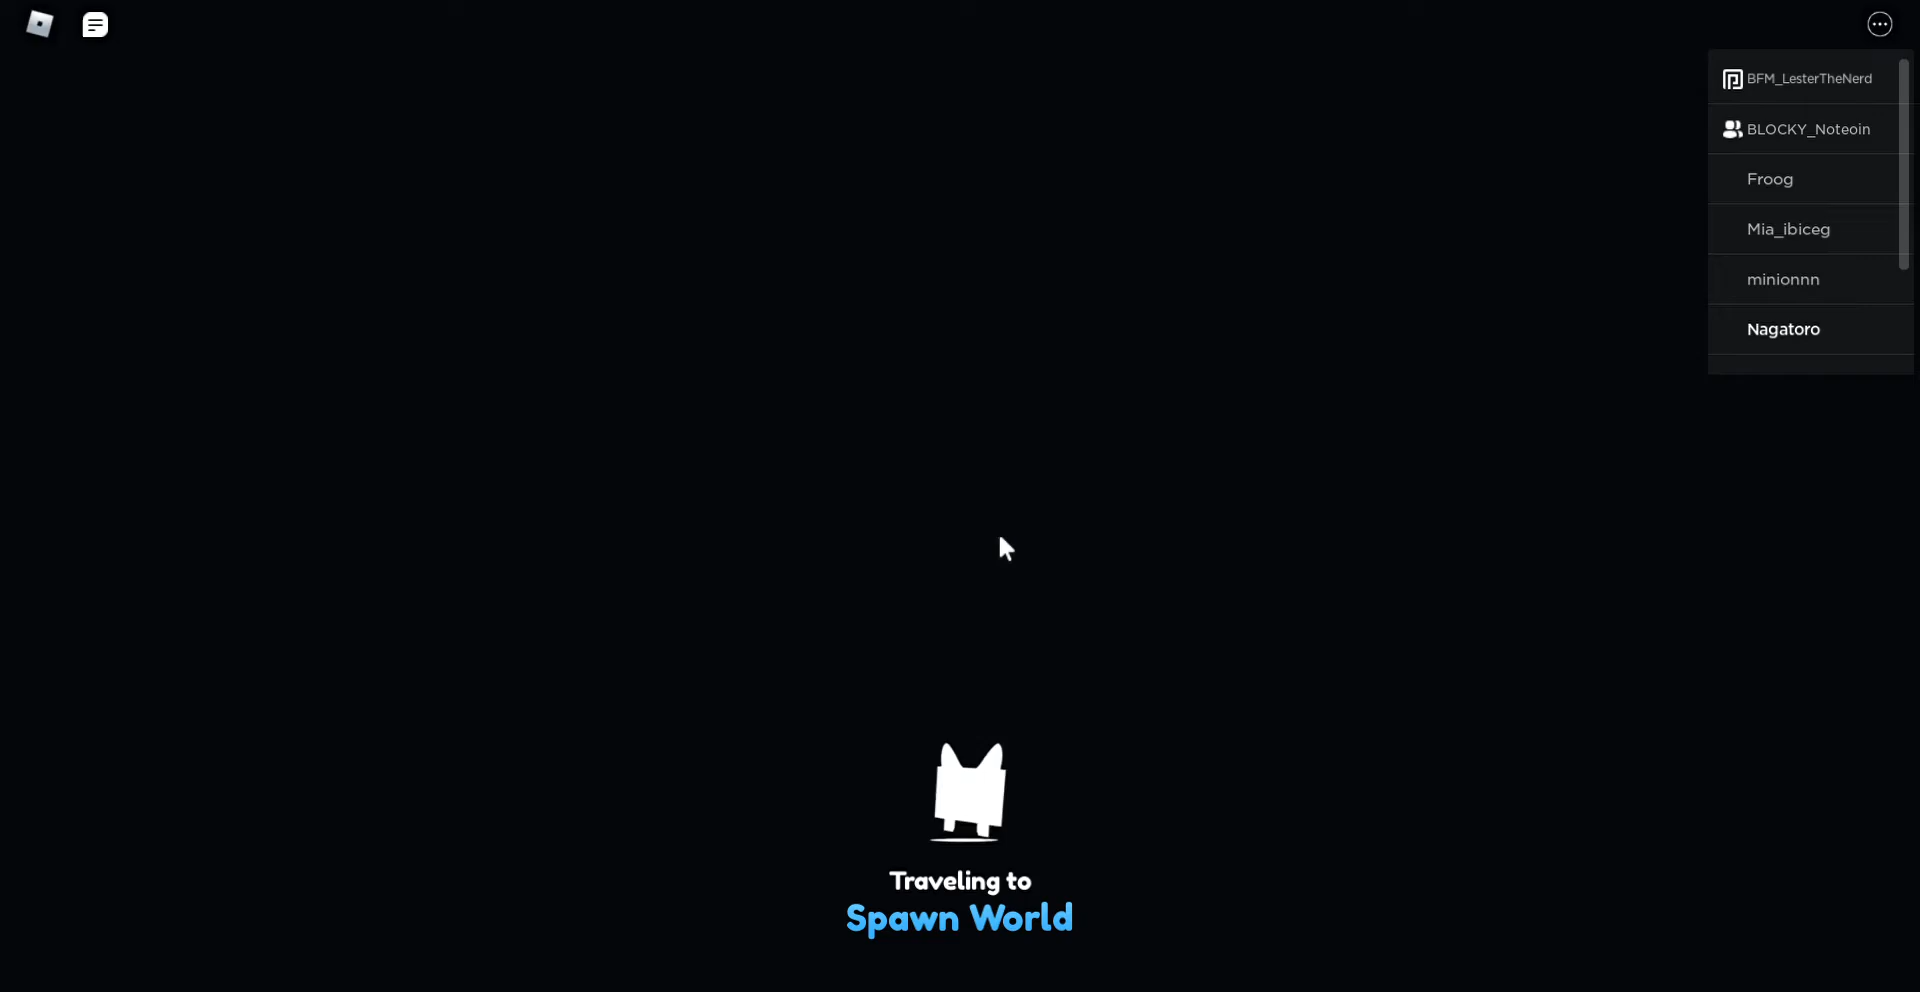 BFM_LesterTheNerd
BLOCKY_Noteoin
Froog
Mia_ibiceg
minionnn
Nagatoro
Traveling to
Spawn World